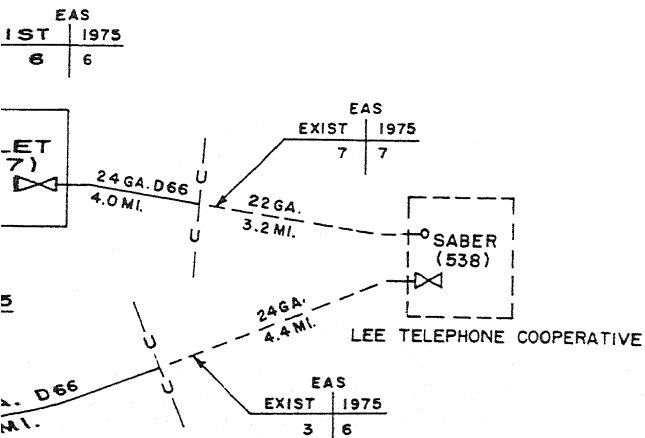 EAS
IST 1975
6 6
EAS
EXIST 1975
7 7
LET
7)
24 GA. D66
4.0 MI.
U
U
22 GA.
3.2 MI.
SABER
(538)
5
24 GA.
4.4 MI.
LEE TELEPHONE COOPERATIVE
U
U
A. D66
MI.
EAS
EXIST 1975
3 6